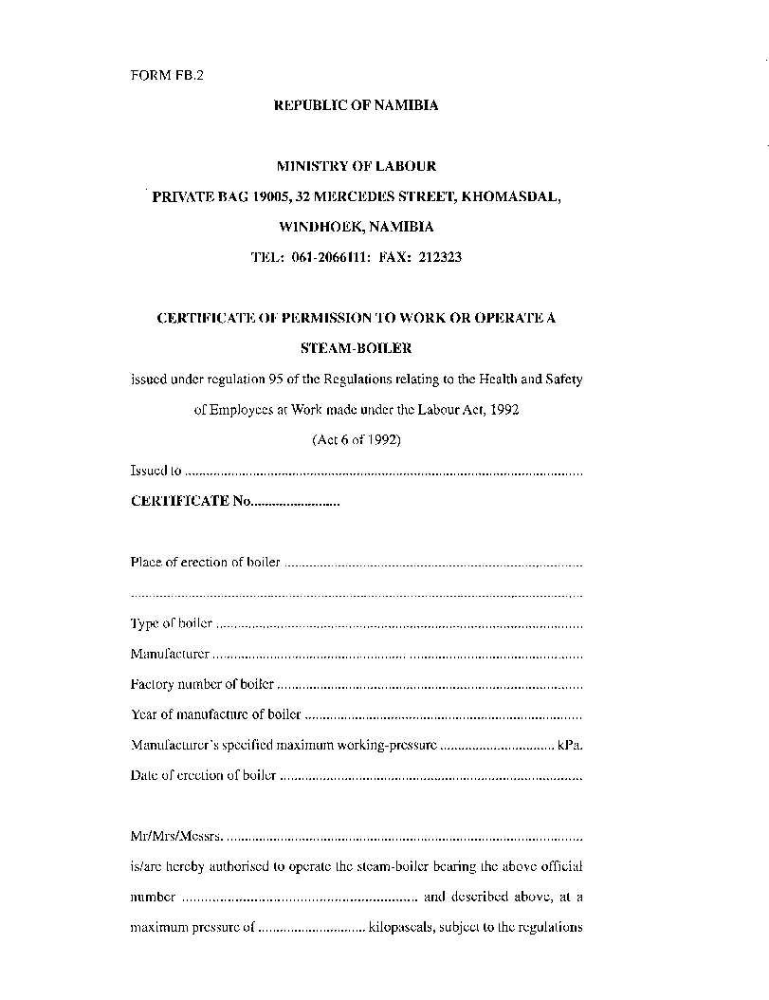 FORM FB.2
REPUBLIC OF NAMIBIA
MINISTRY OF LABOUR
PRIVATE BAG 19005, 32 MERCEDES STREET, KHOMASDAL,
WINDHOEK, NAMIBIA
TEL: 061-2066111: FAX: 212323
CERTIFICATE OF PERMISSION TO WORK OR OPERATE A
STEAM-BOILER
issued under regulation 95 of the Regulations relating to the Health and Safety
of Employees at Work made under the Labour Act, 1992
(Act 6 of 1992)
Issued to ................................................................................................................
CERTIFICATE No.........................
Place of erection of boiler ....................................................................................
...............................................................................................................................
Type of boiler .......................................................................................................
Manufacturer ........................................................................................................
Factory number of boiler ......................................................................................
Year of manufacture of boiler ..............................................................................
Manufacturer's specified maximum working-pressure ................................ kPa.
Date of erection of boiler .....................................................................................
Mr/Mrs/Messrs. ....................................................................................................
is/are hereby authorised to operate the steam-boiler bearing the above official
number .............................................................. and described above, at a
maximum pressure of .............................. kilopascals, subject to the regulations